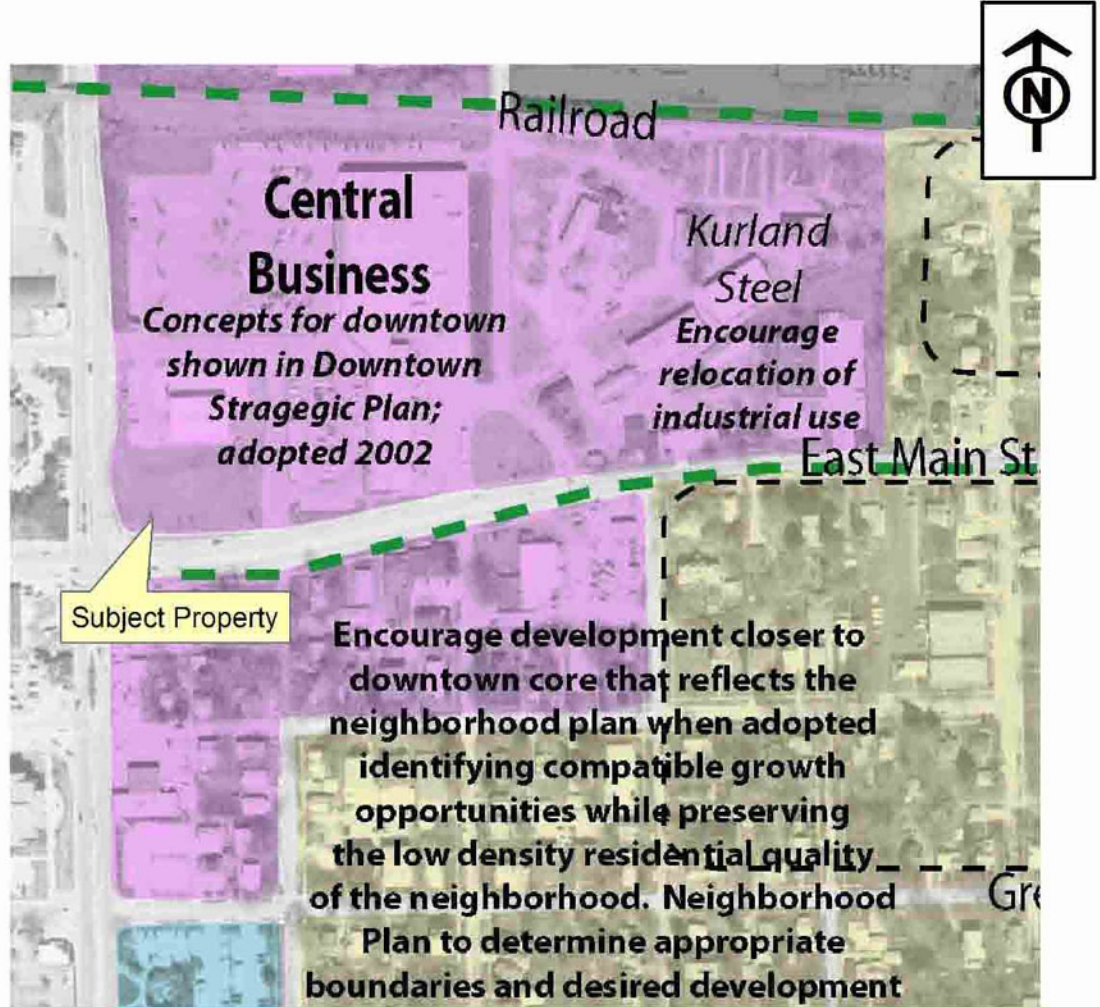 N
Railroad
Central
Business
Concepts for downtown
shown in Downtown
Stragegic Plan;
adopted 2002
Kurland
Steel
Encourage
relocation of
industrial use
East Main St
Subject Property
Encourage development closer to
downtown core that reflects the
neighborhood plan when adopted
identifying compatible growth
opportunities while preserving
the low density residential quality
of the neighborhood. Neighborhood
Gre
Plan to determine appropriate
boundaries and desired development